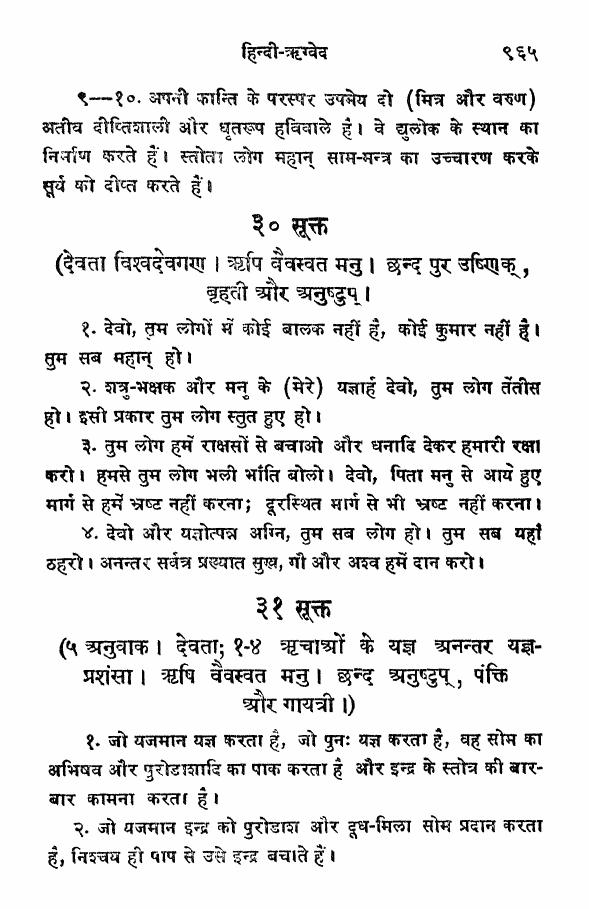 हिन्दी-ऋग्वेद ९६५
९—१०. अपनी कान्ति के परस्पर उपमेय दो (मित्र और वरुण)
अतीव दीप्तिशाली और धृतरूप हविवाले हैं। वे द्युलोक के स्थान का
निर्माण करते हैं। स्तोता लोग महान् साम-मन्त्र का उच्चारण करके
सूर्य को दीप्त करते हैं।
३० सूक्त
(देवता विश्वदेवगण। ऋषि वैवस्वत मनु। छन्द पुर उष्णिक्,
बृहती और अनुष्टुप्।
१. देवो, तुम लोगों में कोई बालक नहीं है, कोई कुमार नहीं है।
तुम सब महान् हो।
२. शत्रु-भक्षक और मनु के (मेरे) यज्ञार्ह देवो, तुम लोग तेंतीस
हो। इसी प्रकार तुम लोग स्तुत हुए हो।
३. तुम लोग हमें राक्षसों से बचाओ और धनादि देकर हमारी रक्षा
करो। हमसे तुम लोग भली भाँति बोलो। देवो, पिता मनु से आये हुए
मार्ग से हमें भ्रष्ट नहीं करना; दूरस्थित मार्ग से भी भ्रष्ट नहीं करना।
४. देवो और यज्ञोत्पन्न अग्नि, तुम सब लोग हो। तुम सब यहाँ
ठहरो। अनन्तर सर्वत्र प्रख्यात सुख, गौ और अश्व हमें दान करो।
३१ सूक्त
(५ अनुवाक। देवता; १-४ ऋचाओं के यज्ञ अनन्तर यज्ञ-
प्रशंसा। ऋषि वैवस्वत मनु। छन्द अनुष्टुप्, पंक्ति
और गायत्री।)
१. जो यजमान यज्ञ करता है, जो पुनः यज्ञ करता है, वह सोम का
अभिषव और पुरोडाशादि का पाक करता है और इन्द्र के स्तोत्र की बार-
बार कामना करता है।
२. जो यजमान इन्द्र को पुरोडाश और दूध-मिला सोम प्रदान करता
है, निश्चय ही पाप से उसे इन्द्र बचाते हैं।